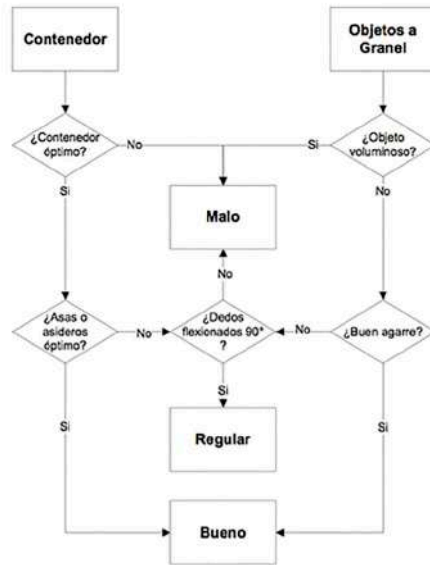 Contenedor
Objetos a
Granel
¿Contenedor
óptimo?
No
Si
¿Objeto
voluminoso?
Si
No
Malo
No
¿Asas o
asideros
óptimo?
No
¿Dedos
flexionados 90°
?
No
¿Buen agarre?
Si
Si
Si
Regular
Bueno